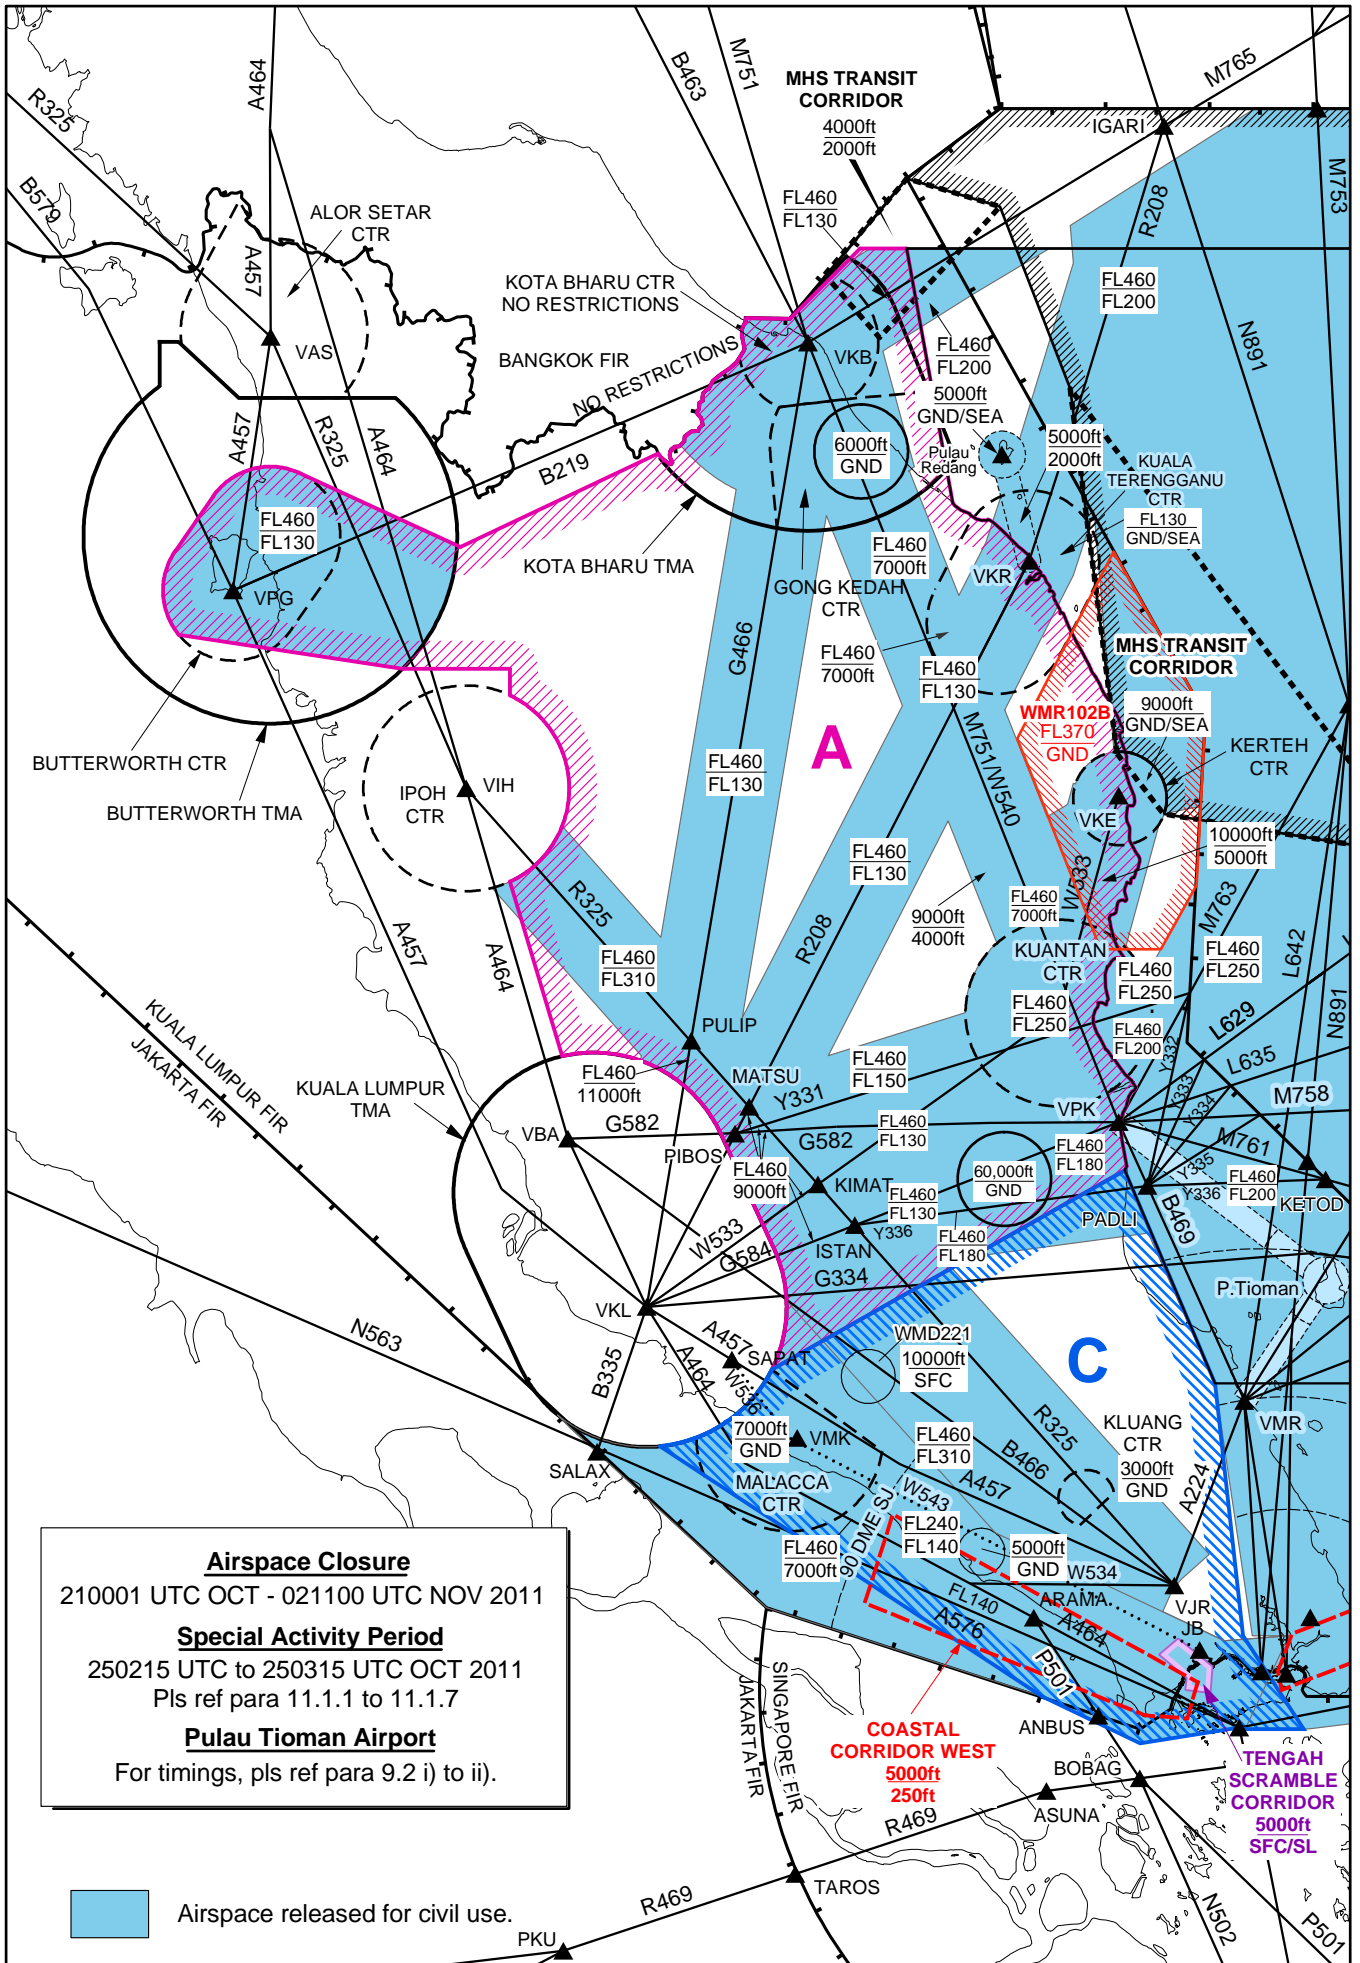 A464
R325
B579
A457
ALOR SETAR
CTR
VAS
B463
M751
MHS TRANSIT
CORRIDOR
4000ft
2000ft
M765
IGARI
M753
R208
N891
FL460
FL130
KOTA BHARU CTR
NO RESTRICTIONS
BANGKOK FIR
NO RESTRICTIONS
VKB
FL460
FL200
FL460
FL200
5000ft
GND/SEA
Pulau
Redang
5000ft
2000ft
KUALA
TERENGGANU
CTR
FL130
GND/SEA
6000ft
GND
A457
R325
A464
B219
FL460
FL130
VPG
KOTA BHARU TMA
GONG KEDAH
CTR
FL460
7000ft
VKR
FL460
7000ft
FL460
FL130
G466
A
M751/W540
MHS TRANSIT
CORRIDOR
WMR102B
FL370
GND
9000ft
GND/SEA
KERTEH
CTR
BUTTERWORTH CTR
BUTTERWORTH TMA
IPOH
CTR
VIH
FL460
FL130
VKE
10000ft
5000ft
FL460
FL130
W533
M763
R325
9000ft
4000ft
FL460
7000ft
A457
A464
R208
KUANTAN
CTR
FL460
FL310
FL460
FL250
FL460
FL250
FL460
FL250
L642
N891
KUALA LUMPUR FIR
JAKARTA FIR
PULIP
FL460
FL200
Y332
L629
L635
KUALA LUMPUR
TMA
FL460
11000ft
MATSU
Y331
FL460
FL150
Y333
Y334
M758
VBA
G582
PIBOS
G582
FL460
FL130
VPK
M761
FL460
9000ft
KIMAT
FL460
FL180
60,000ft
GND
Y335
Y336
FL460
FL200
KETOD
W533
G584
ISTAN
FL460
FL130
Y336
FL460
FL180
PADLI
B469
G334
P.Tioman
VKL
N563
B335
A464
A457
SAPAT
W536
WMD221
10000ft
SFC
C
R325
KLUANG
CTR
3000ft
GND
VMR
A224
7000ft
GND
VMK
FL460
FL310
B466
A457
SALAX
MALACCA
CTR
W543
90 DME SJ
FL460
7000ft
FL240
FL140
5000ft
GND
W534
VJR
JB
FL140
ARAMA
A576
A464
P501
Airspace Closure
210001 UTC OCT - 021100 UTC NOV 2011
Special Activity Period
250215 UTC to 250315 UTC OCT 2011
Pls ref para 11.1.1 to 11.1.7
Pulau Tioman Airport
For timings, pls ref para 9.2 i) to ii).
SINGAPORE FIR
JAKARTA FIR
COASTAL
CORRIDOR WEST
5000ft
250ft
ANBUS
BOBAG
ASUNA
TENGAH
SCRAMBLE
CORRIDOR
5000ft
SFC/SL
R469
TAROS
R469
PKU
N502
P501
Airspace released for civil use.